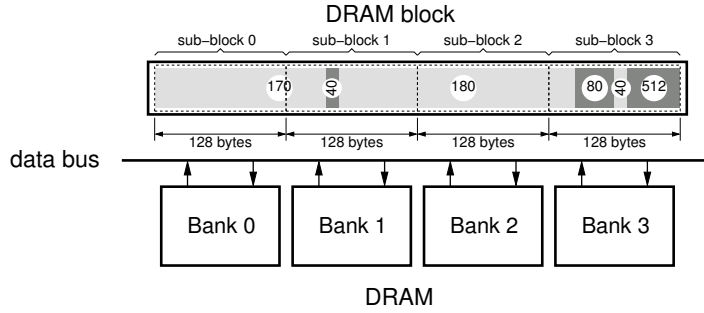 DRAM block
sub-block 0 sub-block 1 sub-block 2 sub-block 3
170 40 180 80 40 512
128 bytes 128 bytes 128 bytes 128 bytes
data bus
Bank 0 Bank 1 Bank 2 Bank 3
DRAM